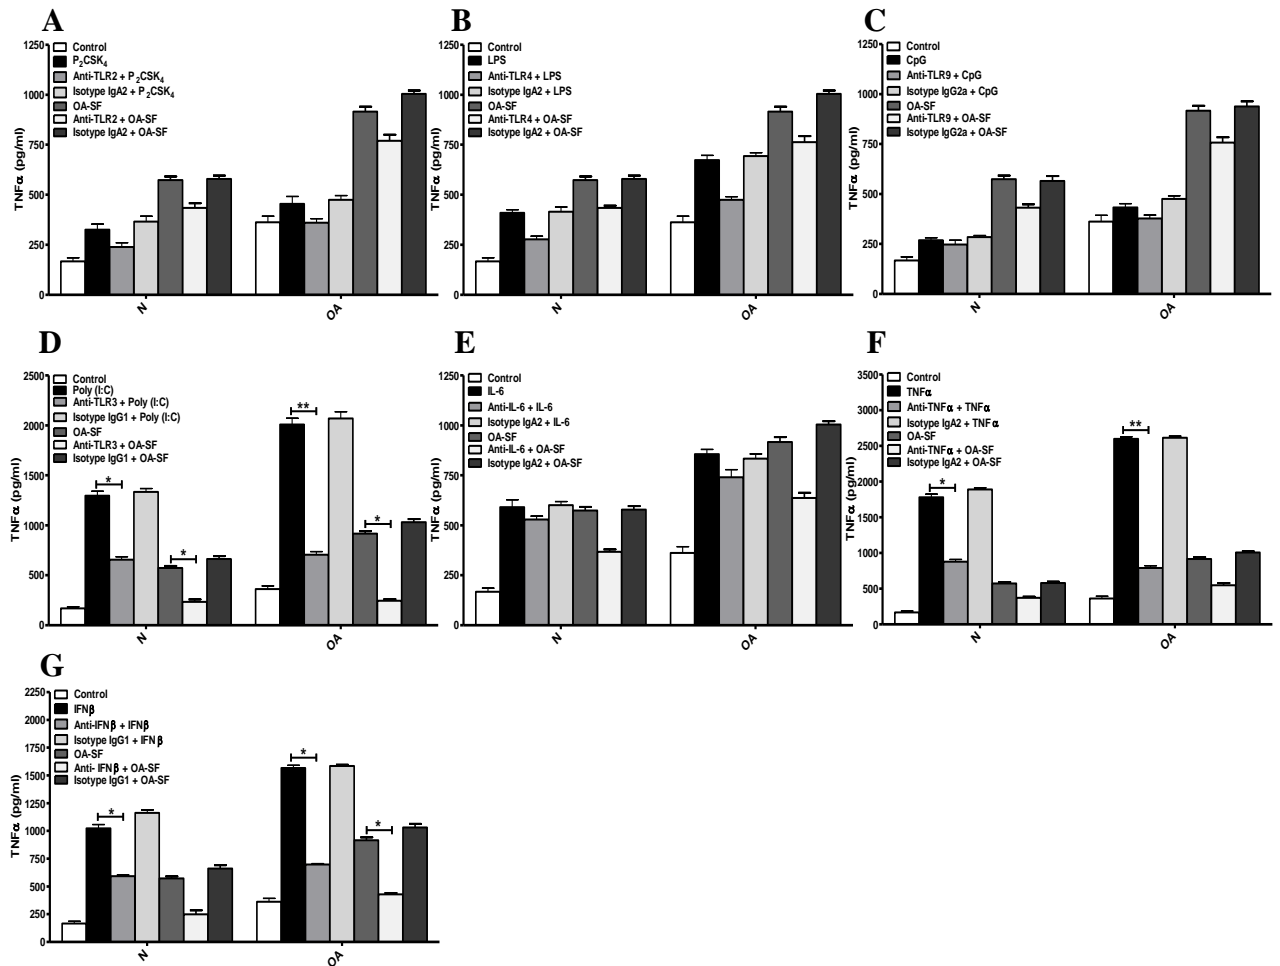 A
1250
1000
750
500
250
0
TNFα (pg/ml)
Control
P₂CSK₄
Anti-TLR2 + P₂CSK₄
Isotype IgA2 + P₂CSK₄
OA-SF
Anti-TLR2 + OA-SF
Isotype IgA2 + OA-SF
N
OA
B
1250
1000
750
500
250
0
TNFα (pg/ml)
Control
LPS
Anti-TLR4 + LPS
Isotype IgA2 + LPS
OA-SF
Anti-TLR4 + OA-SF
Isotype IgA2 + OA-SF
N
OA
C
1250
1000
750
500
250
0
TNFα (pg/ml)
Control
CpG
Anti-TLR9 + CpG
Isotype IgG2a + CpG
OA-SF
Anti-TLR9 + OA-SF
Isotype IgG2a + OA-SF
N
OA
D
2500
2000
1500
1000
500
0
TNFα (pg/ml)
Control
Poly (I:C)
Anti-TLR3 + Poly (I:C)
Isotype IgG1 + Poly (I:C)
OA-SF
Anti-TLR3 + OA-SF
Isotype IgG1 + OA-SF
*
*
**
*
N
OA
E
1250
1000
750
500
250
0
TNFα (pg/ml)
Control
IL-6
Anti-IL-6 + IL-6
Isotype IgA2 + IL-6
OA-SF
Anti-IL-6 + OA-SF
Isotype IgA2 + OA-SF
N
OA
F
3500
3000
2500
2000
1500
1000
500
0
TNFα (pg/ml)
Control
TNFα
Anti-TNFα + TNFα
Isotype IgA2 + TNFα
OA-SF
Anti-TNFα + OA-SF
Isotype IgA2 + OA-SF
*
**
N
OA
G
2250
2000
1750
1500
1250
1000
750
500
250
0
TNFα (pg/ml)
Control
IFNβ
Anti-IFNβ + IFNβ
Isotype IgG1 + IFNβ
OA-SF
Anti- IFNβ + OA-SF
Isotype IgG1 + OA-SF
*
*
*
N
OA